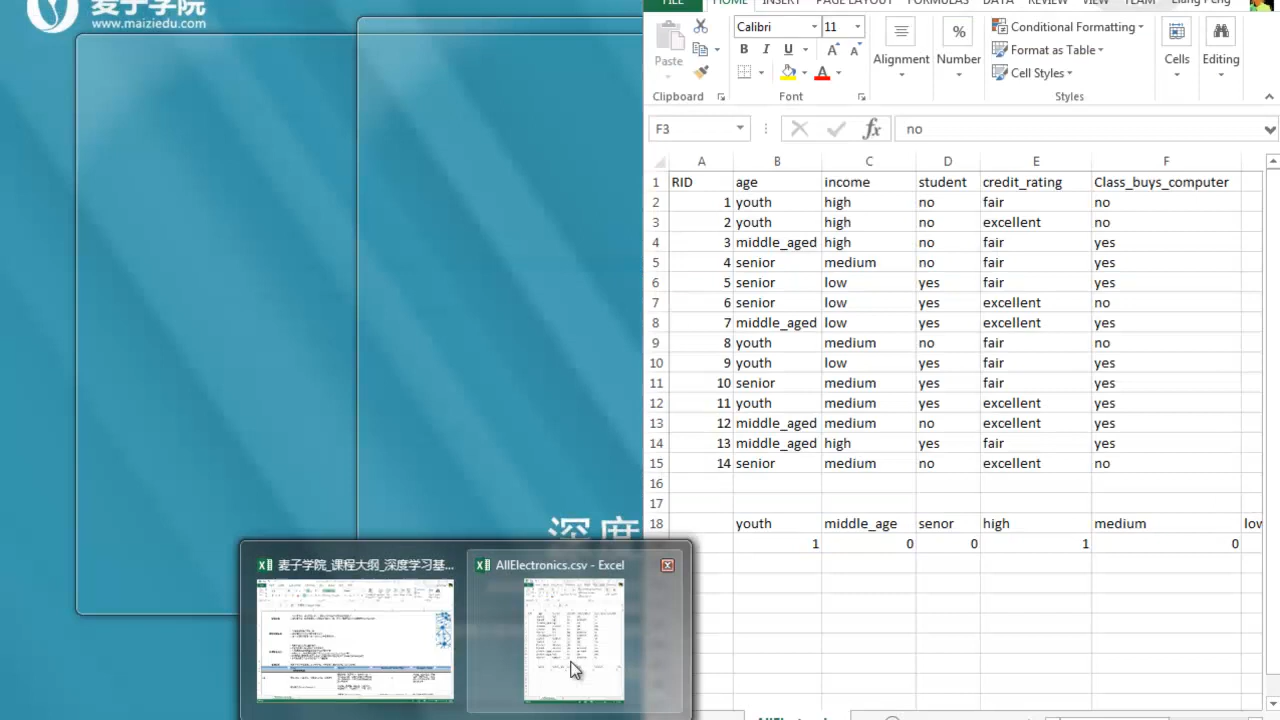 麦子学院
www.maiziedu.com
FILE HOME INSERT PAGE LAYOUT FORMULAS DATA REVIEW VIEW TEAM Liang Peng
Paste
Calibri 11
B I U A A
A
Alignment
%
Number
Conditional Formatting
Format as Table
Cell Styles
Cells
Editing
Clipboard Font Styles
F3 fx no
A B C D E F
1 RID age income student credit_rating Class_buys_computer
2 1 youth high no fair no
3 2 youth high no excellent no
4 3 middle_aged high no fair yes
5 4 senior medium no fair yes
6 5 senior low yes fair yes
7 6 senior low yes excellent no
8 7 middle_aged low yes excellent yes
9 8 youth medium no fair no
10 9 youth low yes fair yes
11 10 senior medium yes fair yes
12 11 youth medium yes excellent yes
13 12 middle_aged medium no excellent yes
14 13 middle_aged high yes fair yes
15 14 senior medium no excellent no
16
17
18 youth middle_age senor high medium low
1 0 0 1 0
深度
麦子学院_课程大纲_深度学习基...
AllElectronics.csv - Excel